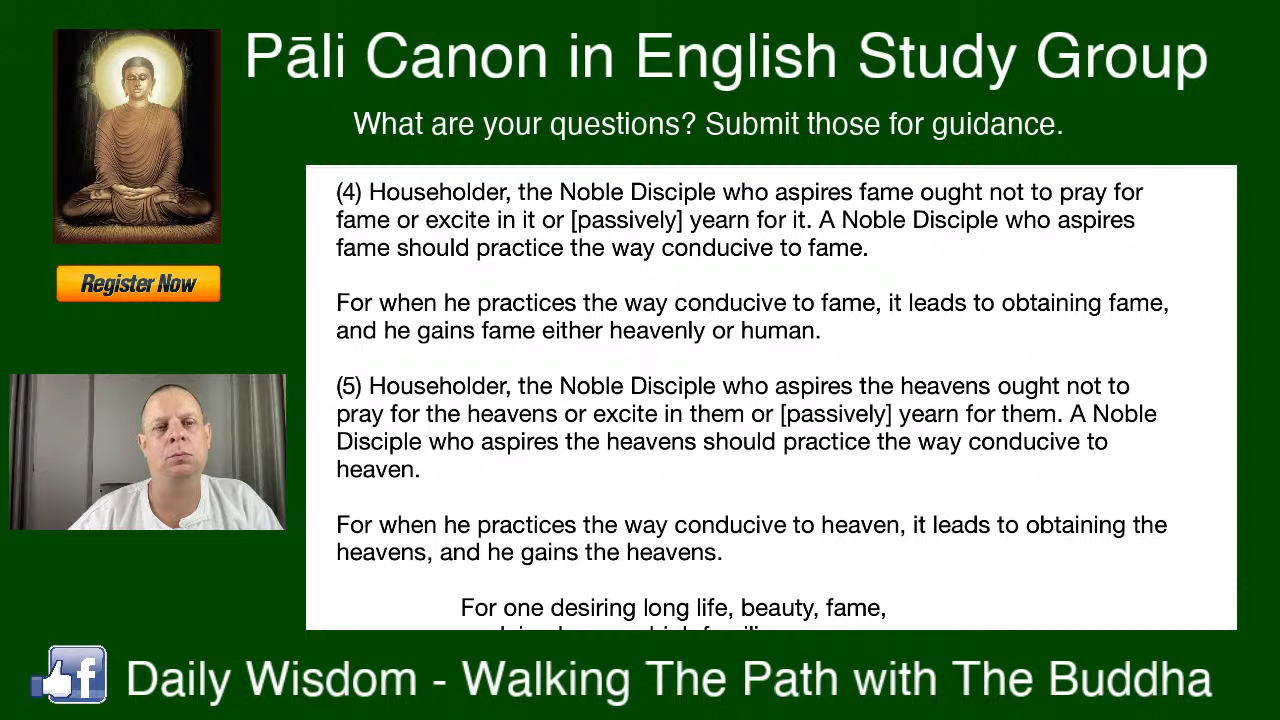 Pāli Canon in English Study Group
What are your questions? Submit those for guidance.
Register Now
(4) Householder, the Noble Disciple who aspires fame ought not to pray for
fame or excite in it or [passively] yearn for it. A Noble Disciple who aspires
fame should practice the way conducive to fame.
For when he practices the way conducive to fame, it leads to obtaining fame,
and he gains fame either heavenly or human.
(5) Householder, the Noble Disciple who aspires the heavens ought not to
pray for the heavens or excite in them or [passively] yearn for them. A Noble
Disciple who aspires the heavens should practice the way conducive to
heaven.
For when he practices the way conducive to heaven, it leads to obtaining the
heavens, and he gains the heavens.
For one desiring long life, beauty, fame,
f
Daily Wisdom - Walking The Path with The Buddha